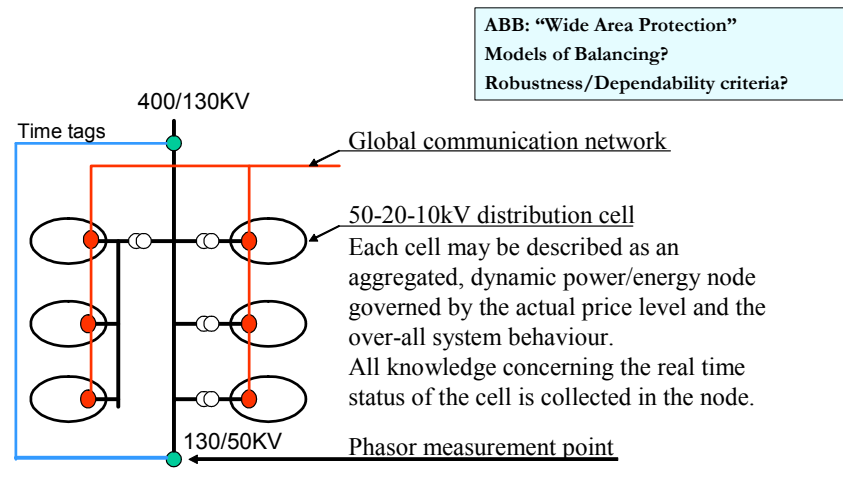 ABB: “Wide Area Protection”
Models of Balancing?
Robustness/Dependability criteria?
400/130KV
Time tags
Global communication network
50-20-10kV distribution cell
Each cell may be described as an
aggregated, dynamic power/energy node
governed by the actual price level and the
over-all system behaviour.
All knowledge concerning the real time
status of the cell is collected in the node.
130/50KV
Phasor measurement point